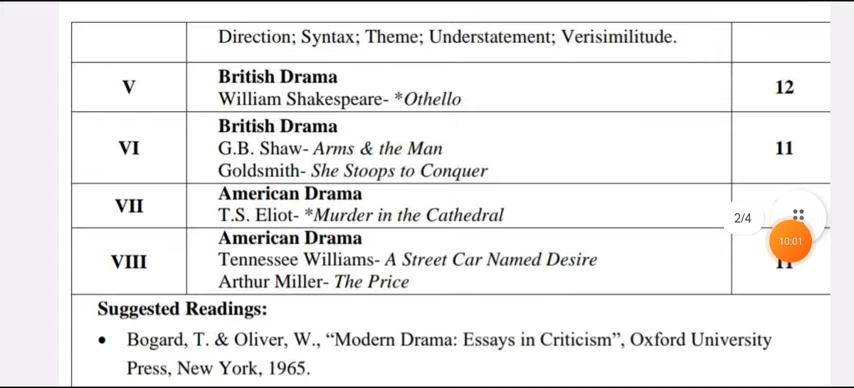 Direction; Syntax; Theme; Understatement; Verisimilitude.
V
British Drama
William Shakespeare- *Othello
12
VI
British Drama
G.B. Shaw- Arms & the Man
Goldsmith- She Stoops to Conquer
11
VII
American Drama
T.S. Eliot- *Murder in the Cathedral
2/4
10:01
VIII
American Drama
Tennessee Williams- A Street Car Named Desire
Arthur Miller- The Price
11
Suggested Readings:
• Bogard, T. & Oliver, W., “Modern Drama: Essays in Criticism”, Oxford University
Press, New York, 1965.